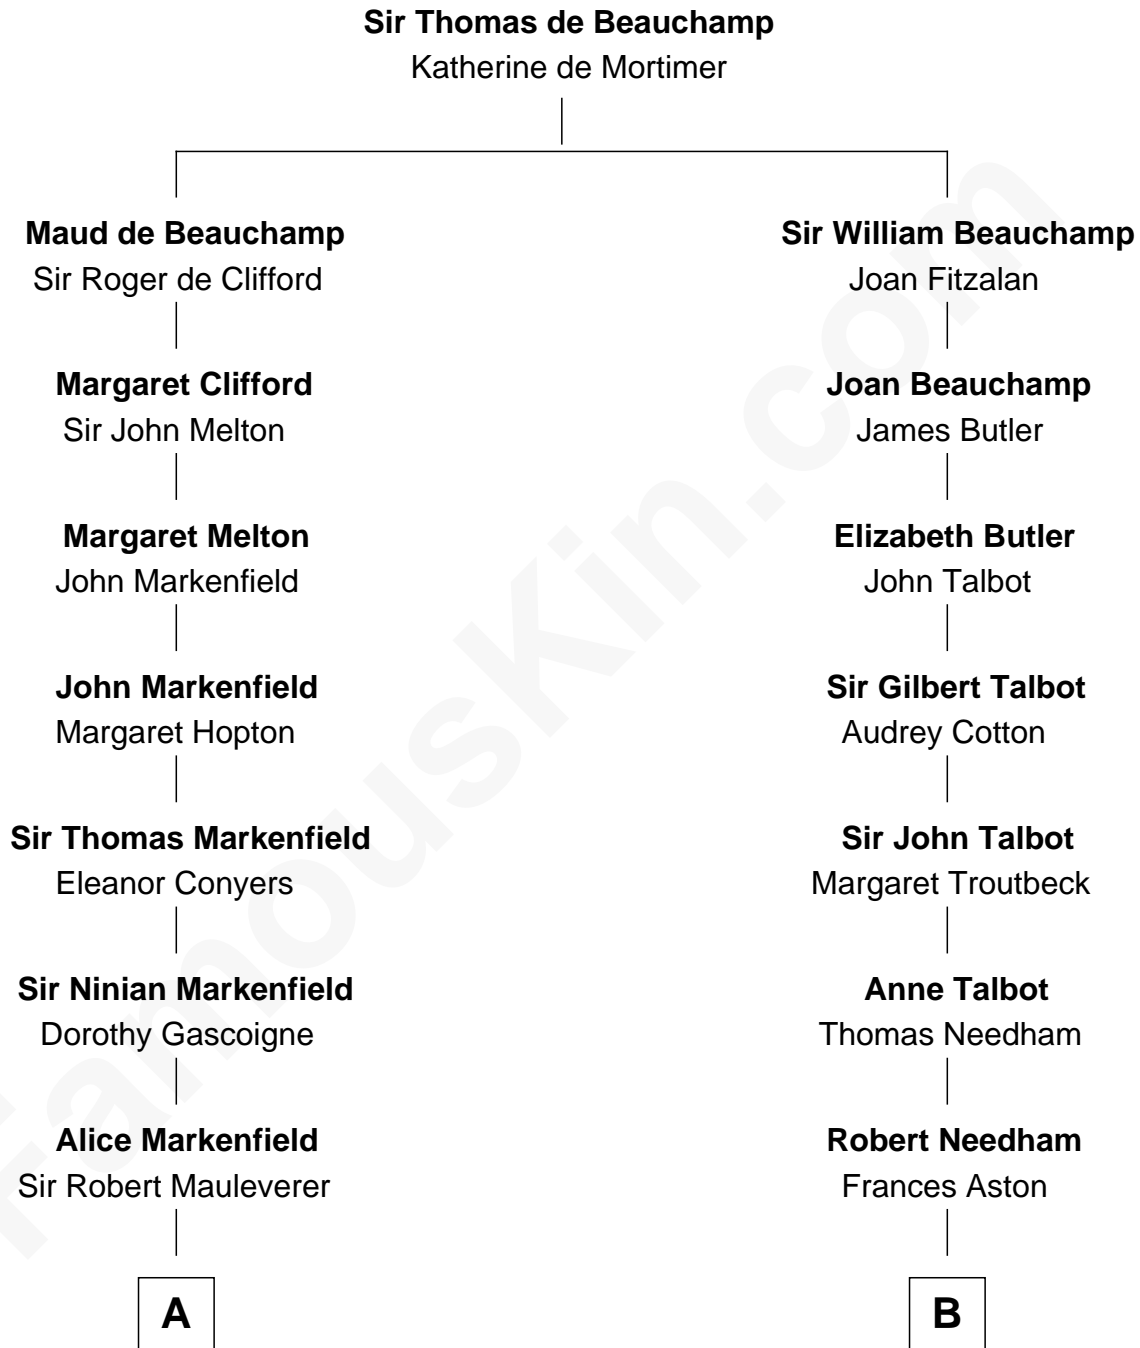 Sir Thomas de Beauchamp
Katherine de Mortimer
Maud de Beauchamp
Sir Roger de Clifford
Margaret Clifford
Sir John Melton
Margaret Melton
John Markenfield
John Markenfield
Margaret Hopton
Sir Thomas Markenfield
Eleanor Conyers
Sir Ninian Markenfield
Dorothy Gascoigne
Alice Markenfield
Sir Robert Mauleverer
A
Sir William Beauchamp
Joan Fitzalan
Joan Beauchamp
James Butler
Elizabeth Butler
John Talbot
Sir Gilbert Talbot
Audrey Cotton
Sir John Talbot
Margaret Troutbeck
Anne Talbot
Thomas Needham
Robert Needham
Frances Aston
B
FamousKin.com